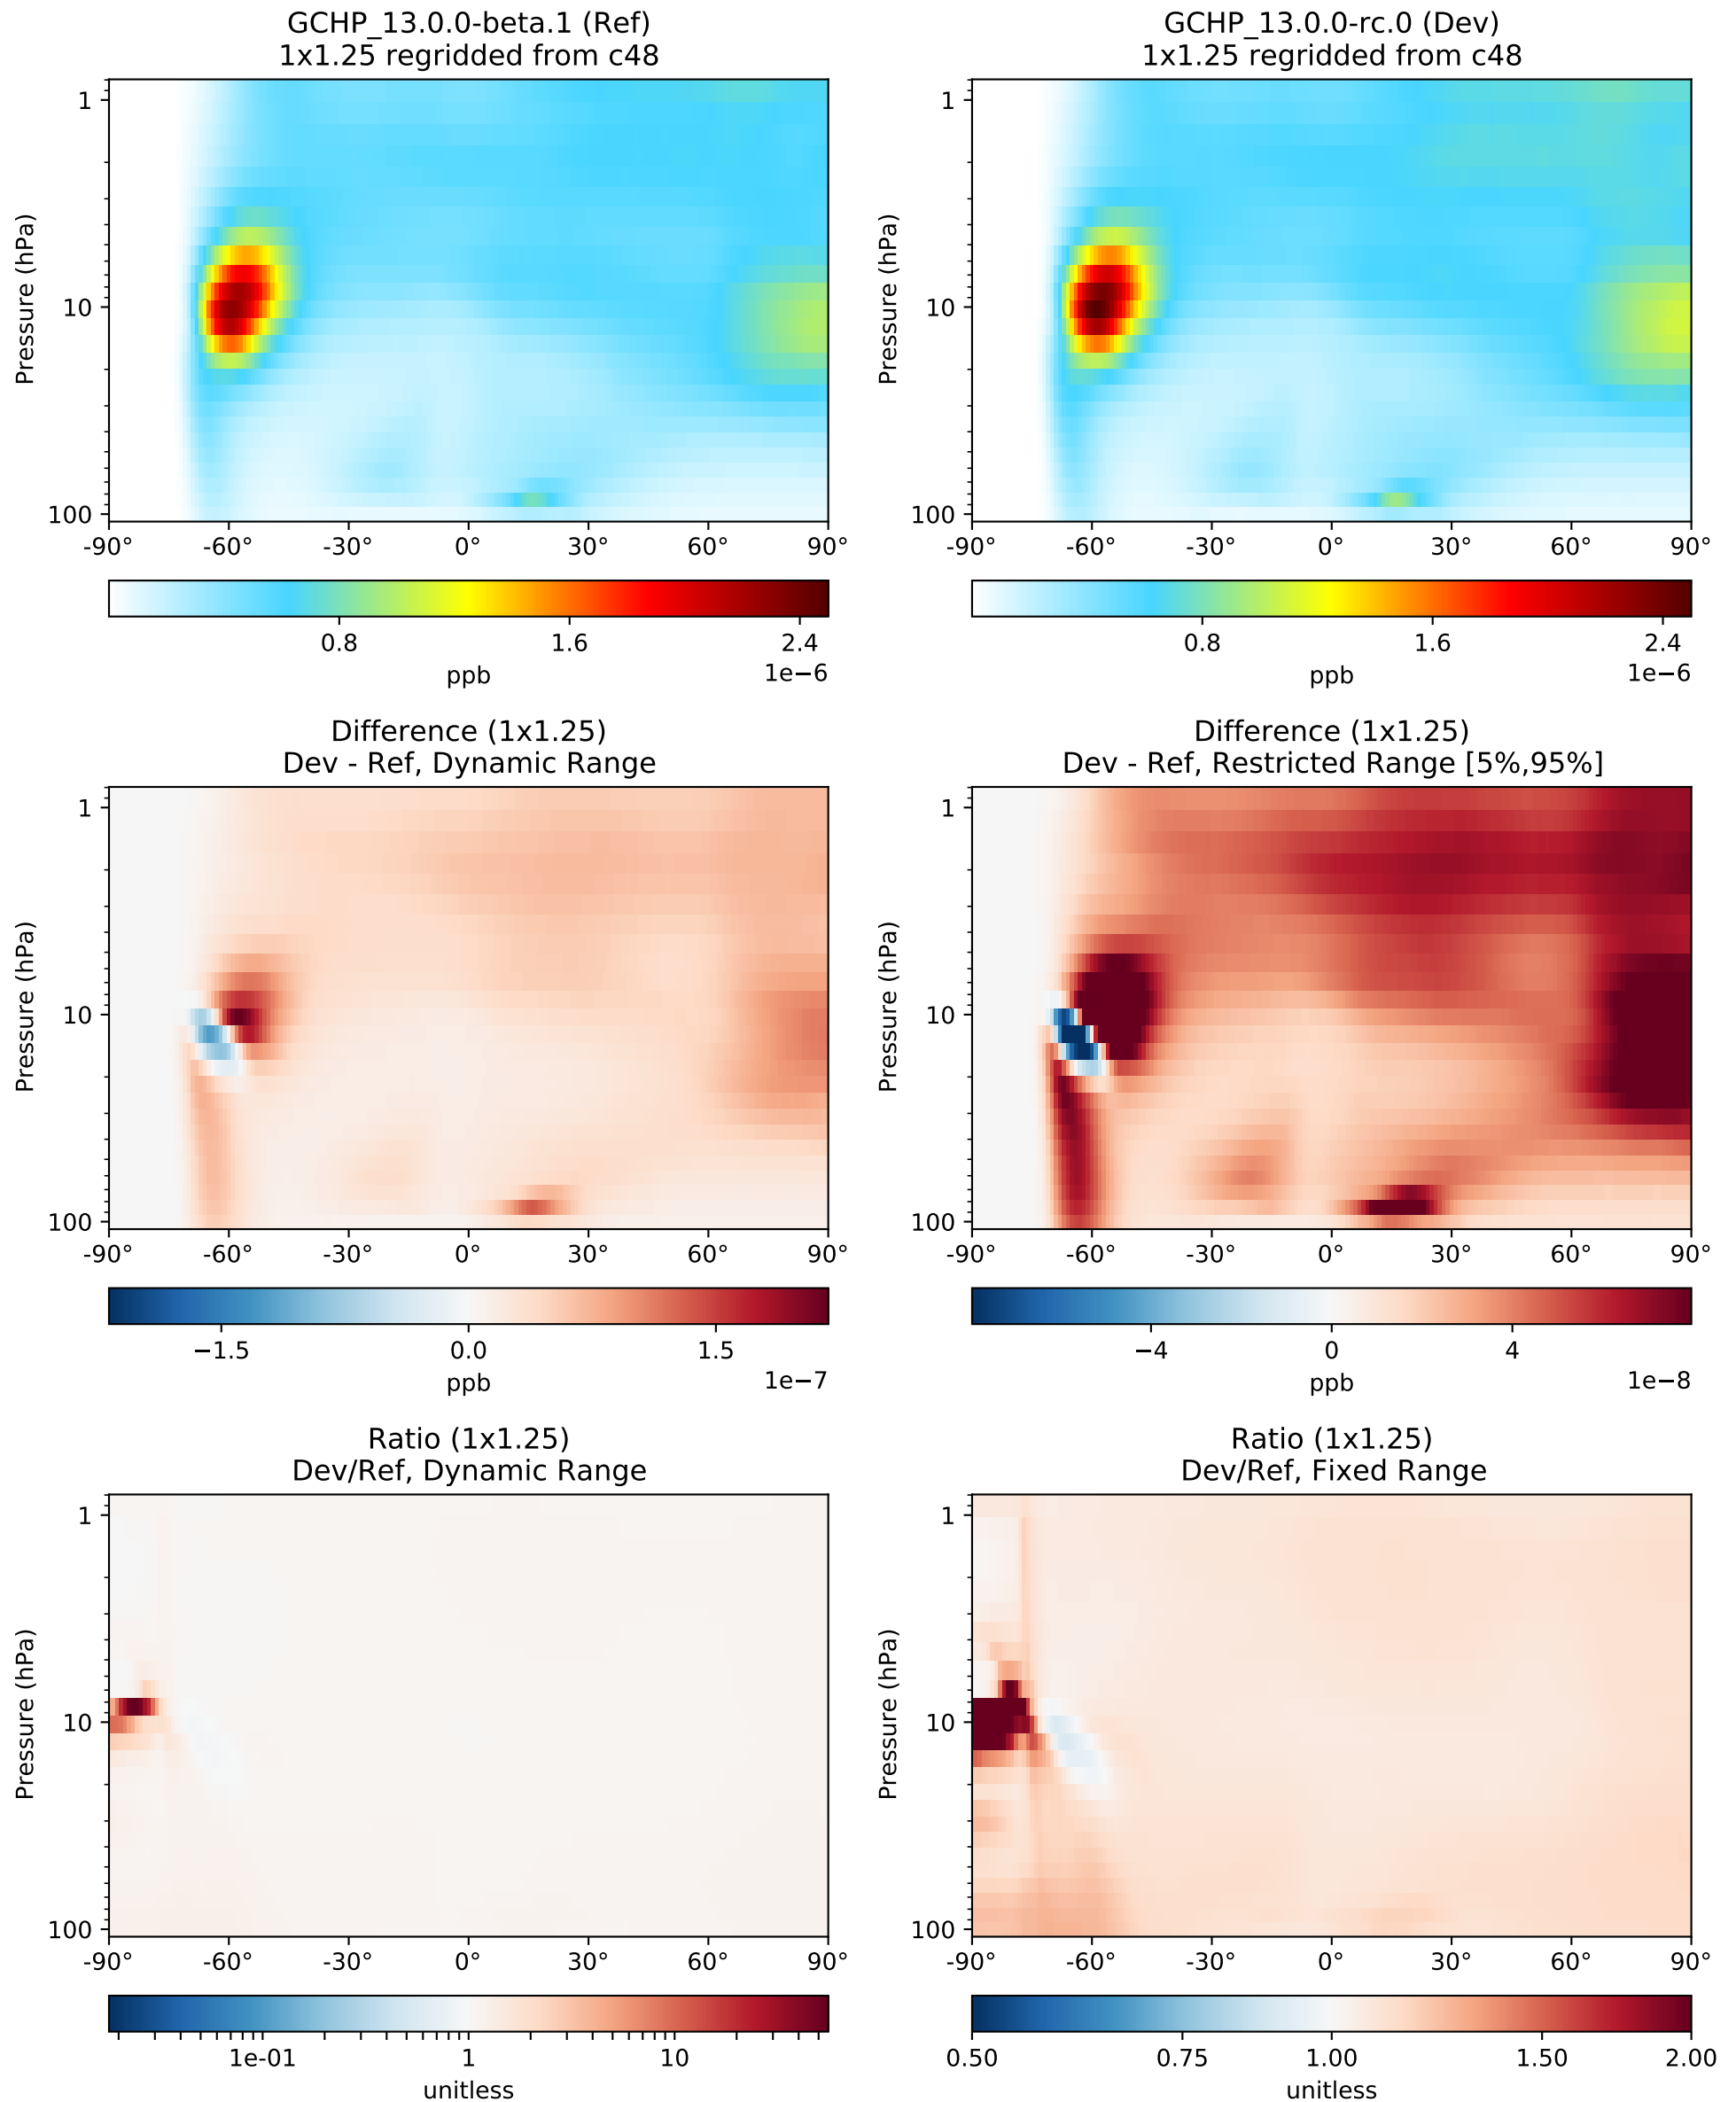 GCHP_13.0.0-beta.1 (Ref)
1x1.25 regridded from c48
Pressure (hPa)
1
10
100
-90° -60° -30° 0° 30° 60° 90°
0.8 1.6 2.4
ppb
1e−6
GCHP_13.0.0-rc.0 (Dev)
1x1.25 regridded from c48
Pressure (hPa)
1
10
100
-90° -60° -30° 0° 30° 60° 90°
0.8 1.6 2.4
ppb
1e−6
Difference (1x1.25)
Dev - Ref, Dynamic Range
Pressure (hPa)
1
10
100
-90° -60° -30° 0° 30° 60° 90°
−1.5 0.0 1.5
ppb
1e−7
Difference (1x1.25)
Dev - Ref, Restricted Range [5%,95%]
Pressure (hPa)
1
10
100
-90° -60° -30° 0° 30° 60° 90°
−4 0 4
ppb
1e−8
Ratio (1x1.25)
Dev/Ref, Dynamic Range
Pressure (hPa)
1
10
100
-90° -60° -30° 0° 30° 60° 90°
1e-01 1 10
unitless
Ratio (1x1.25)
Dev/Ref, Fixed Range
Pressure (hPa)
1
10
100
-90° -60° -30° 0° 30° 60° 90°
0.50 0.75 1.00 1.50 2.00
unitless